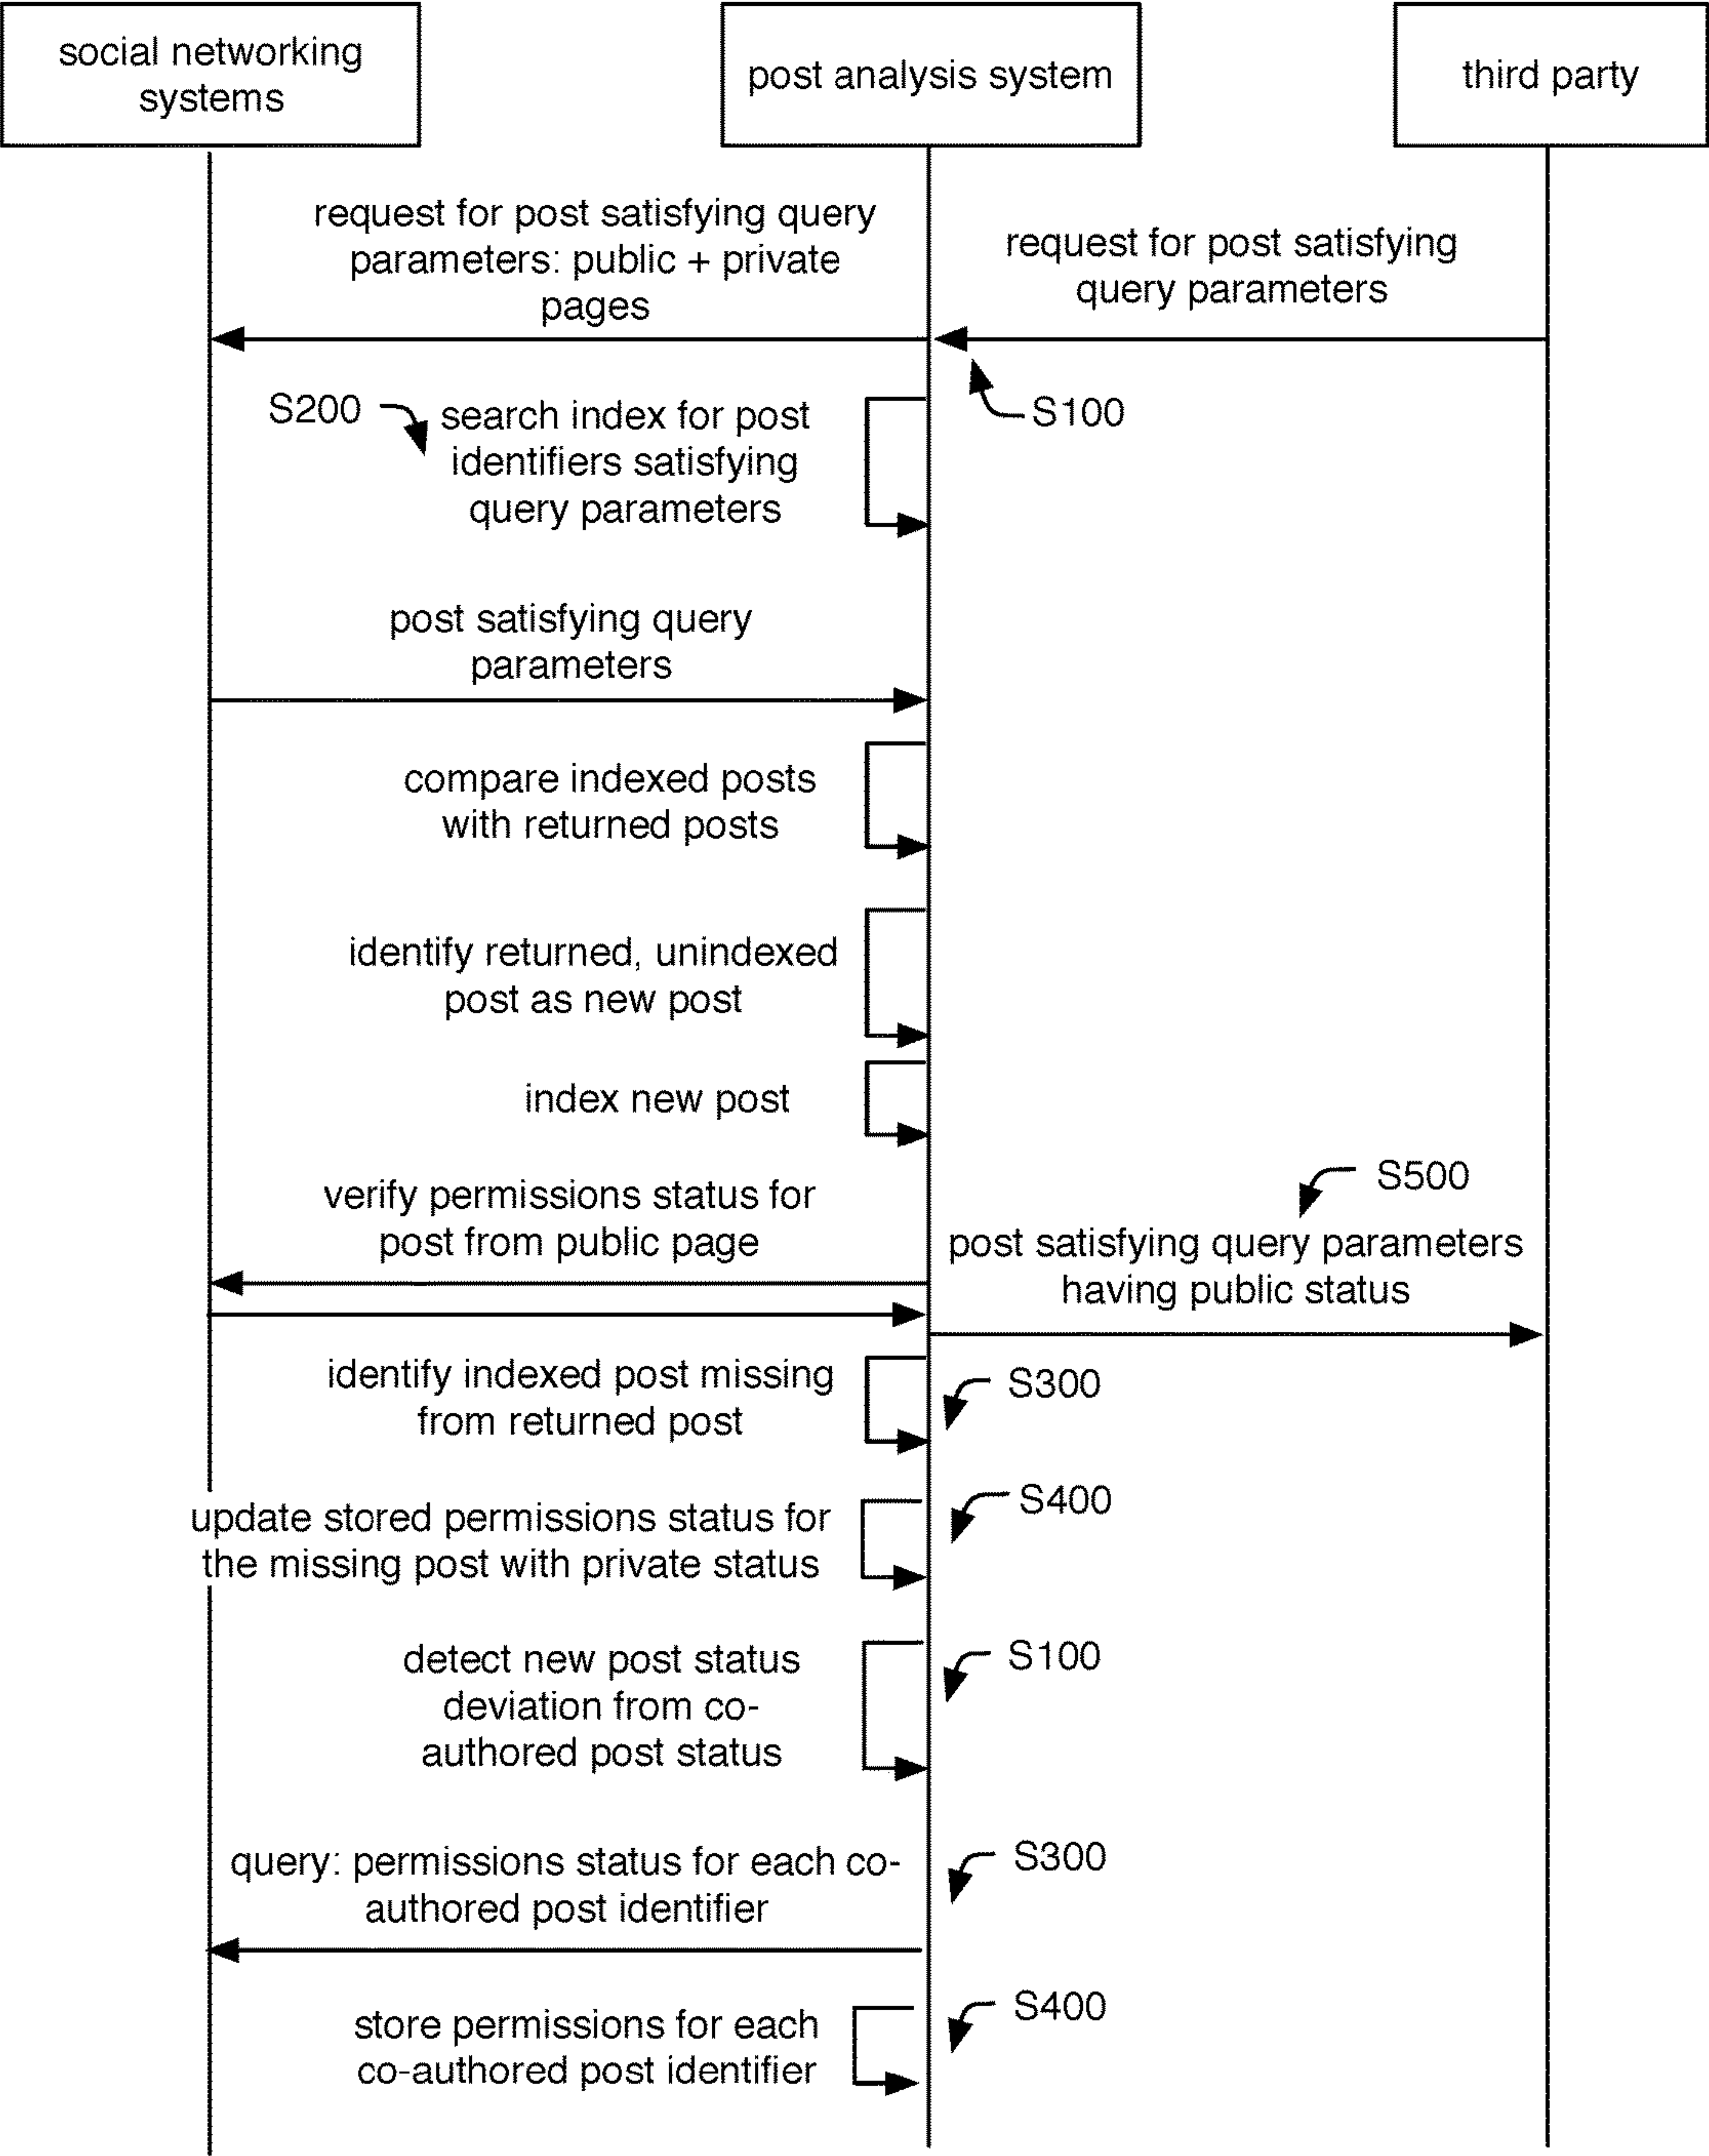 social networking
systems
post analysis system
third party
request for post satisfying query
parameters: public + private
pages
request for post satisfying
query parameters
S100
S200
search index for post
identifiers satisfying
query parameters
post satisfying query
parameters
compare indexed posts
with returned posts
identify returned, unindexed
post as new post
index new post
verify permissions status for
post from public page
S500
post satisfying query parameters
having public status
identify indexed post missing
from returned post
S300
update stored permissions status for
the missing post with private status
S400
detect new post status
deviation from co-
authored post status
S100
query: permissions status for each co-
authored post identifier
S300
store permissions for each
co-authored post identifier
S400